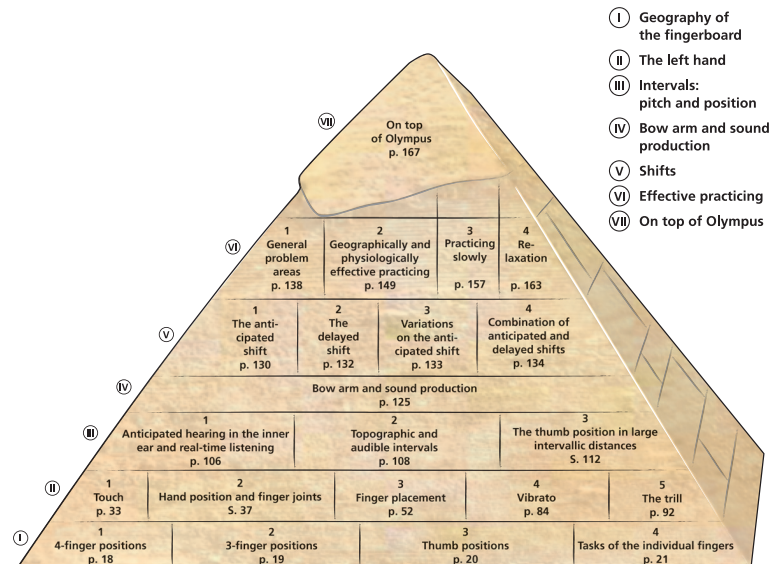 I Geography of
the fingerboard
II The left hand
III Intervals:
pitch and position
IV Bow arm and sound
production
V Shifts
VI Effective practicing
VII On top of Olympus
VII
On top
of Olympus
p. 167
VI
1
General
problem
areas
p. 138
2
Geographically and
physiologically
effective practicing
p. 149
3
Practicing
slowly
p. 157
4
Re-
laxation
p. 163
V
1
The anti-
cipated
shift
p. 130
2
The
delayed
shift
p. 132
3
Variations
on the anti-
cipated shift
p. 133
4
Combination of
anticipated and
delayed shifts
p. 134
IV
Bow arm and sound production
p. 125
III
1
Anticipated hearing in the inner
ear and real-time listening
p. 106
2
Topographic and
audible intervals
p. 108
3
The thumb position in large
intervallic distances
S. 112
II
1
Touch
p. 33
2
Hand position and finger joints
S. 37
3
Finger placement
p. 52
4
Vibrato
p. 84
5
The trill
p. 92
I
1
4-finger positions
p. 18
2
3-finger positions
p. 19
3
Thumb positions
p. 20
4
Tasks of the individual fingers
p. 21